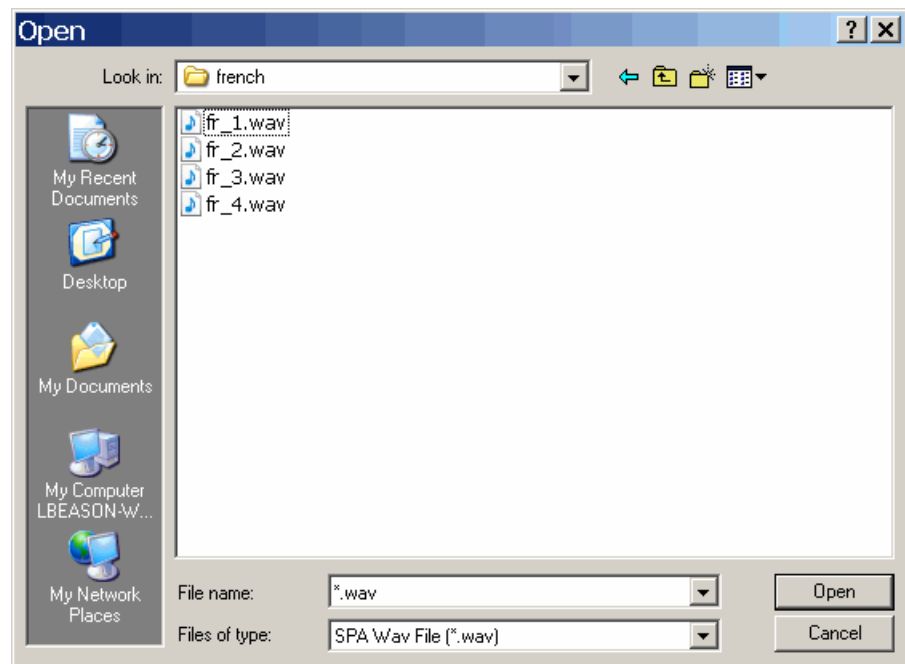 Open
Look in: french
fr_1.wav
fr_2.wav
fr_3.wav
fr_4.wav
My Recent
Documents
Desktop
My Documents
My Computer
LBEASON-W...
My Network
Places
File name: *.wav Open
Files of type: SPA Wav File (*.wav) Cancel